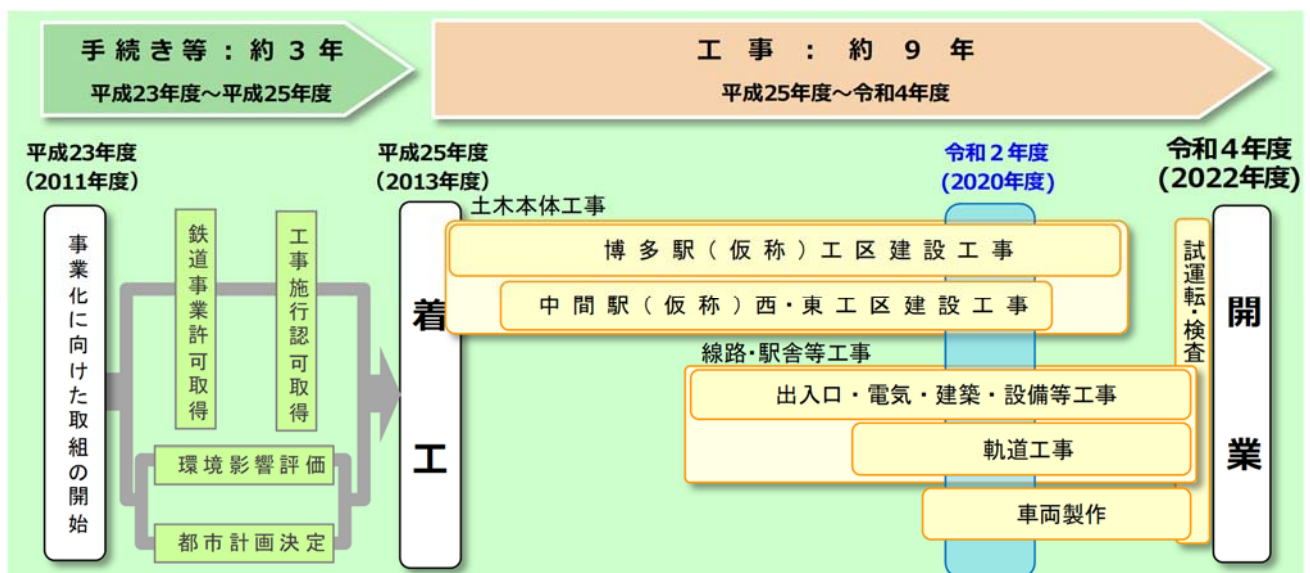 手続き等：約３年
平成23年度～平成25年度
工事：約９年
平成25年度～令和4年度
平成23年度
（2011年度）
平成25年度
（2013年度）
令和２年度
(2020年度)
令和４年度
(2022年度)
事業化に向けた取組の開始
鉄道事業許可取得
工事施行認可取得
環境影響評価
都市計画決定
着工
土木本体工事
博多駅（仮称）工区建設工事
中間駅（仮称）西・東工区建設工事
線路・駅舎等工事
出入口・電気・建築・設備等工事
軌道工事
車両製作
試運転・検査
開業